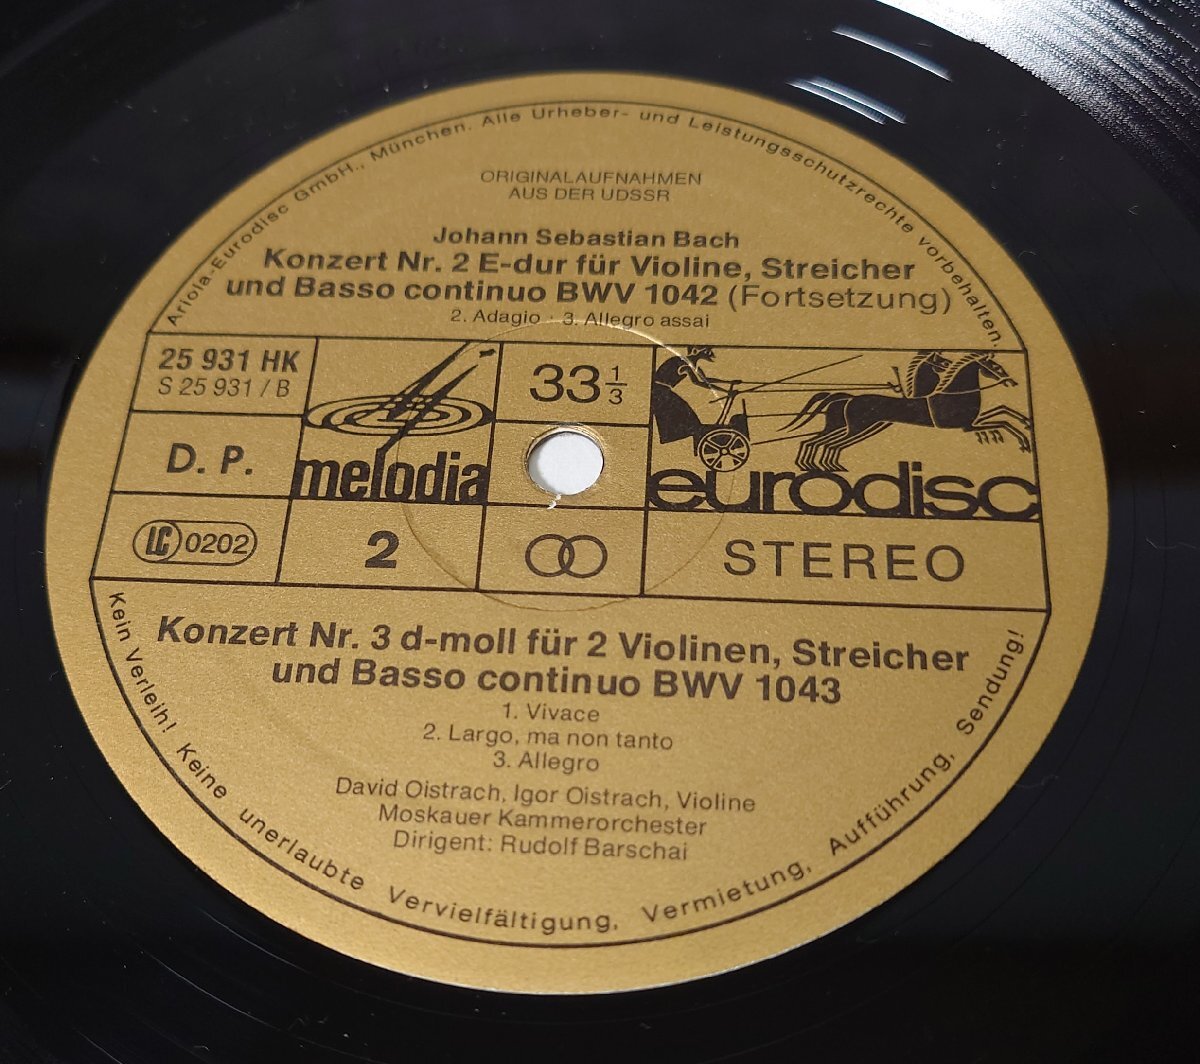 Ariola-Eurodisc GmbH., München. Alle Urheber- und Leistungsschutzrechte vorbehalten.
ORIGINALAUFNAHMEN
AUS DER UDSSR
Johann Sebastian Bach
Konzert Nr. 2 E-dur für Violine, Streicher
und Basso continuo BWV 1042 (Fortsetzung)
2. Adagio · 3. Allegro assai
25 931 HK
S 25 931 / B
D. P.
LC 0202
melodia
2
33 1/3
eurodisc
STEREO
Konzert Nr. 3 d-moll für 2 Violinen, Streicher
und Basso continuo BWV 1043
1. Vivace
2. Largo, ma non tanto
3. Allegro
David Oistrach, Igor Oistrach, Violine
Moskauer Kammerorchester
Dirigent: Rudolf Barschai
Kein Verleih! Keine unerlaubte Vervielfältigung, Vermietung, Aufführung, Sendung!